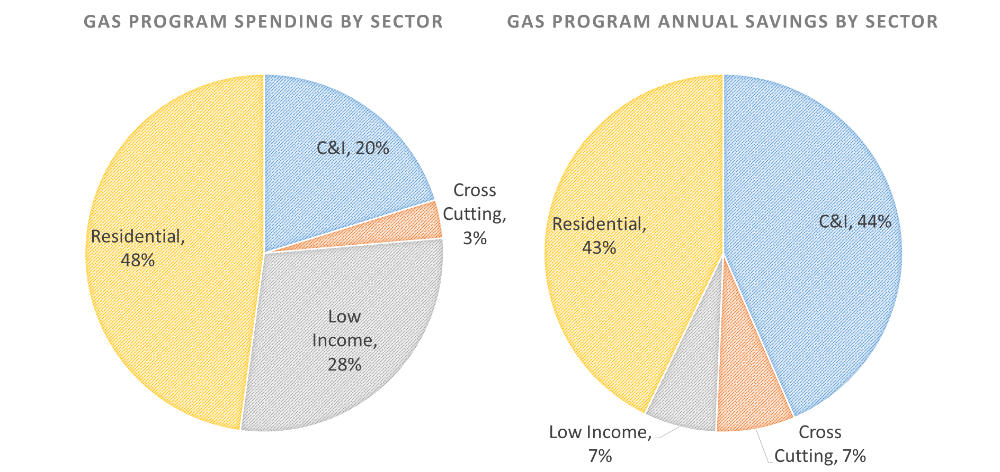 GAS PROGRAM SPENDING BY SECTOR
C&I, 20%
Cross
Cutting,
3%
Low
Income,
28%
Residential,
48%
GAS PROGRAM ANNUAL SAVINGS BY SECTOR
C&I, 44%
Cross
Cutting, 7%
Low Income,
7%
Residential,
43%